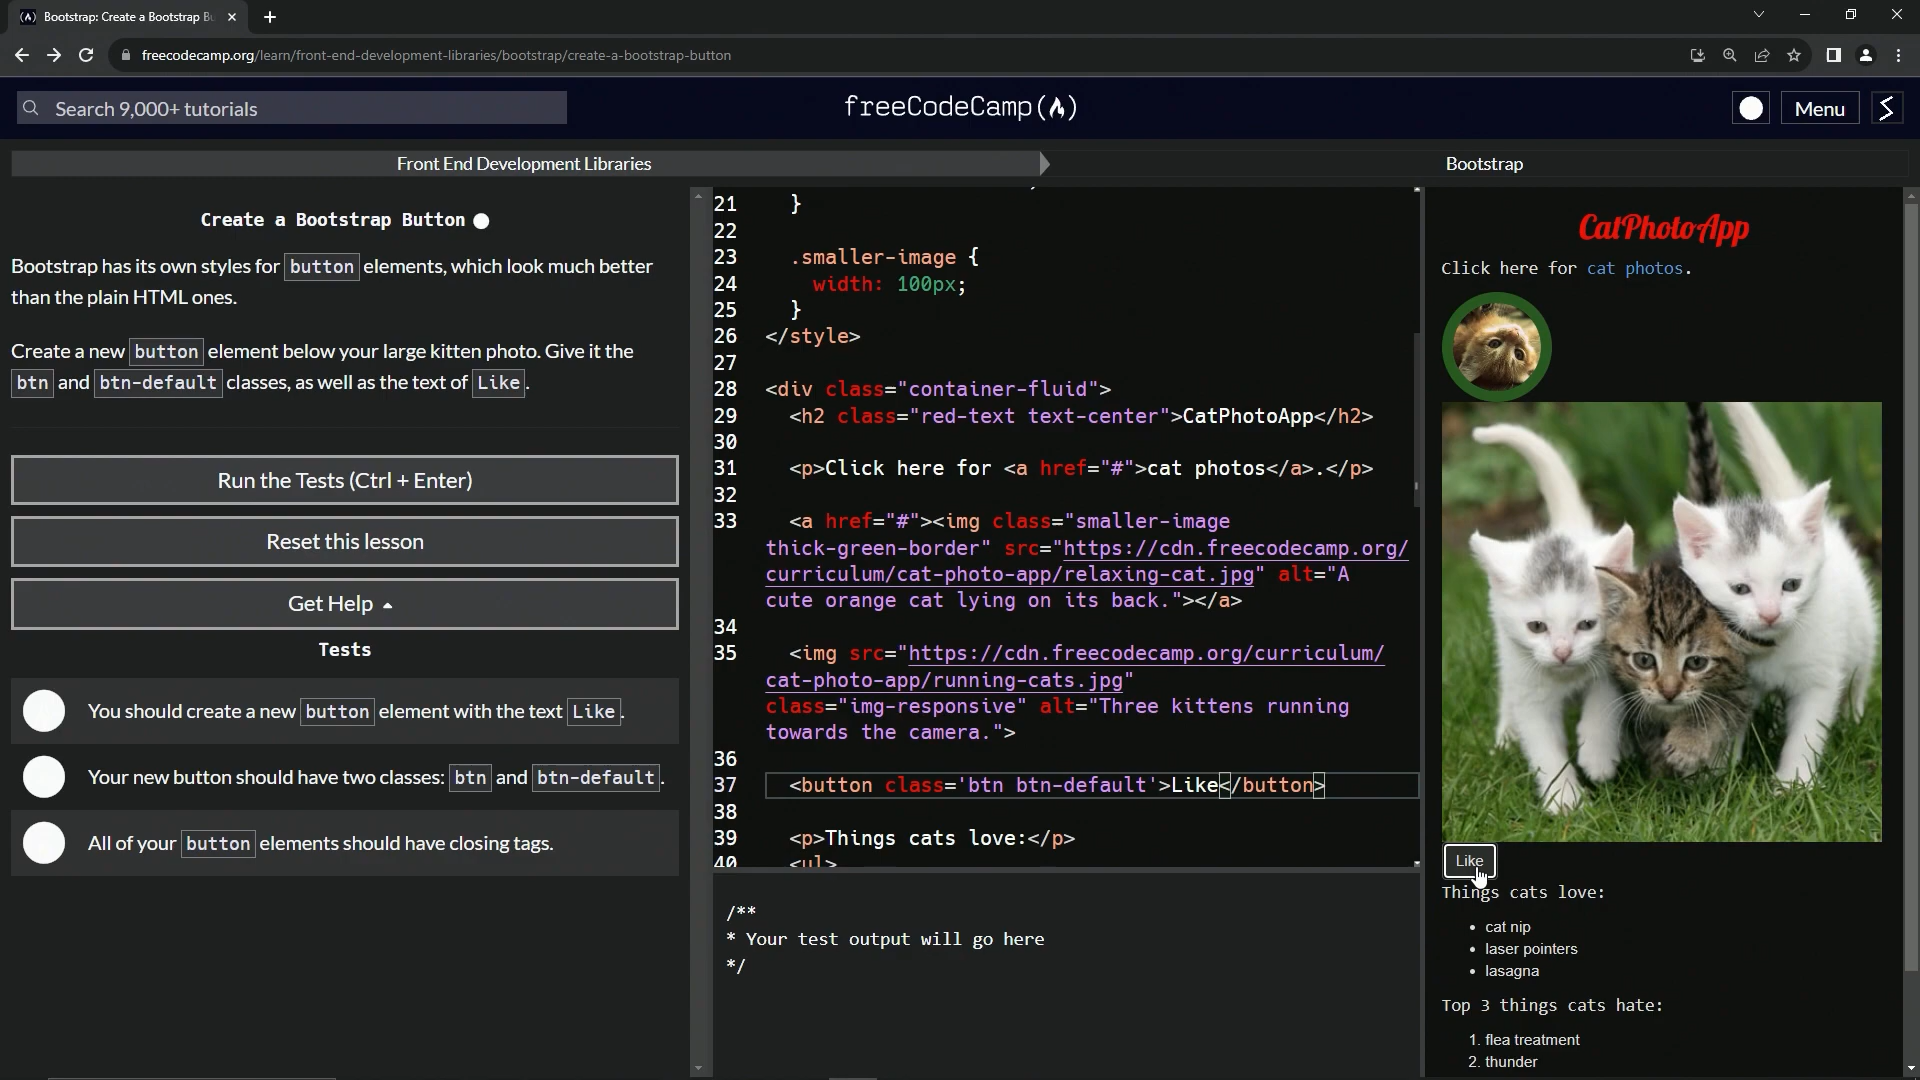 Bootstrap: Create a Bootstrap Bu
freecodecamp.org/learn/front-end-development-libraries/bootstrap/create-a-bootstrap-button
Search 9,000+ tutorials
freeCodeCamp
Menu
Front End Development Libraries
Bootstrap
Create a Bootstrap Button
Bootstrap has its own styles for button elements, which look much better
than the plain HTML ones.
Create a new button element below your large kitten photo. Give it the
btn and btn-default classes, as well as the text of Like.
Run the Tests (Ctrl + Enter)
Reset this lesson
Get Help
Tests
You should create a new button element with the text Like.
Your new button should have two classes: btn and btn-default.
All of your button elements should have closing tags.
21 }
22
23 .smaller-image {
24 width: 100px;
25 }
26 </style>
27
28 <div class="container-fluid">
29 <h2 class="red-text text-center">CatPhotoApp</h2>
30
31 <p>Click here for <a href="#">cat photos</a>.</p>
32
33 <a href="#"><img class="smaller-image
thick-green-border" src="https://cdn.freecodecamp.org/
curriculum/cat-photo-app/relaxing-cat.jpg" alt="A
cute orange cat lying on its back."></a>
34
35 <img src="https://cdn.freecodecamp.org/curriculum/
cat-photo-app/running-cats.jpg"
class="img-responsive" alt="Three kittens running
towards the camera.">
36
37 <button class='btn btn-default'>Like</button>
38
39 <p>Things cats love:</p>
40 <ul>
/**
* Your test output will go here
*/
CatPhotoApp
Click here for cat photos.
Like
Things cats love:
• cat nip
• laser pointers
• lasagna
Top 3 things cats hate:
1. flea treatment
2. thunder